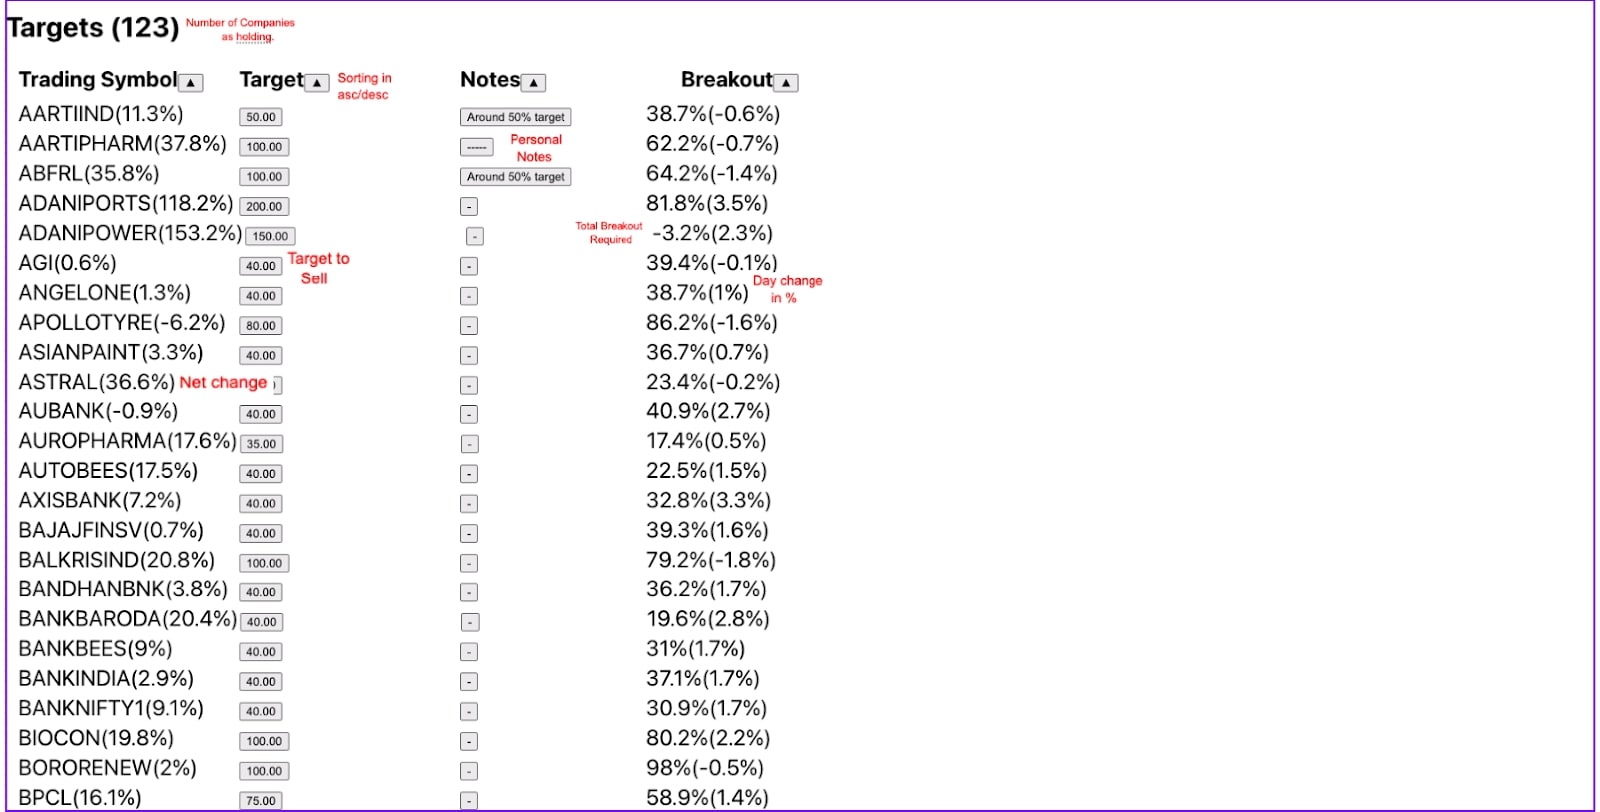 Targets (123) Number of Companies
as holding.
Trading Symbol▲ Target▲ Sorting in
asc/desc Notes▲ Breakout▲
AARTIIND(11.3%) 50.00 Around 50% target 38.7%(-0.6%)
AARTIPHARM(37.8%) 100.00 ----- Personal
Notes 62.2%(-0.7%)
ABFRL(35.8%) 100.00 Around 50% target 64.2%(-1.4%)
ADANIPORTS(118.2%) 200.00 - 81.8%(3.5%)
ADANIPOWER(153.2%) 150.00 - Total Breakout
Required -3.2%(2.3%)
AGI(0.6%) 40.00 Target to
Sell - 39.4%(-0.1%)
ANGELONE(1.3%) 40.00 - 38.7%(1%) Day change
in %
APOLLOTYRE(-6.2%) 80.00 - 86.2%(-1.6%)
ASIANPAINT(3.3%) 40.00 - 36.7%(0.7%)
ASTRAL(36.6%) Net change - 23.4%(-0.2%)
AUBANK(-0.9%) 40.00 - 40.9%(2.7%)
AUROPHARMA(17.6%) 35.00 - 17.4%(0.5%)
AUTOBEES(17.5%) 40.00 - 22.5%(1.5%)
AXISBANK(7.2%) 40.00 - 32.8%(3.3%)
BAJAJFINSV(0.7%) 40.00 - 39.3%(1.6%)
BALKRISIND(20.8%) 100.00 - 79.2%(-1.8%)
BANDHANBNK(3.8%) 40.00 - 36.2%(1.7%)
BANKBARODA(20.4%) 40.00 - 19.6%(2.8%)
BANKBEES(9%) 40.00 - 31%(1.7%)
BANKINDIA(2.9%) 40.00 - 37.1%(1.7%)
BANKNIFTY1(9.1%) 40.00 - 30.9%(1.7%)
BIOCON(19.8%) 100.00 - 80.2%(2.2%)
BORORENEW(2%) 100.00 - 98%(-0.5%)
BPCL(16.1%) 75.00 - 58.9%(1.4%)